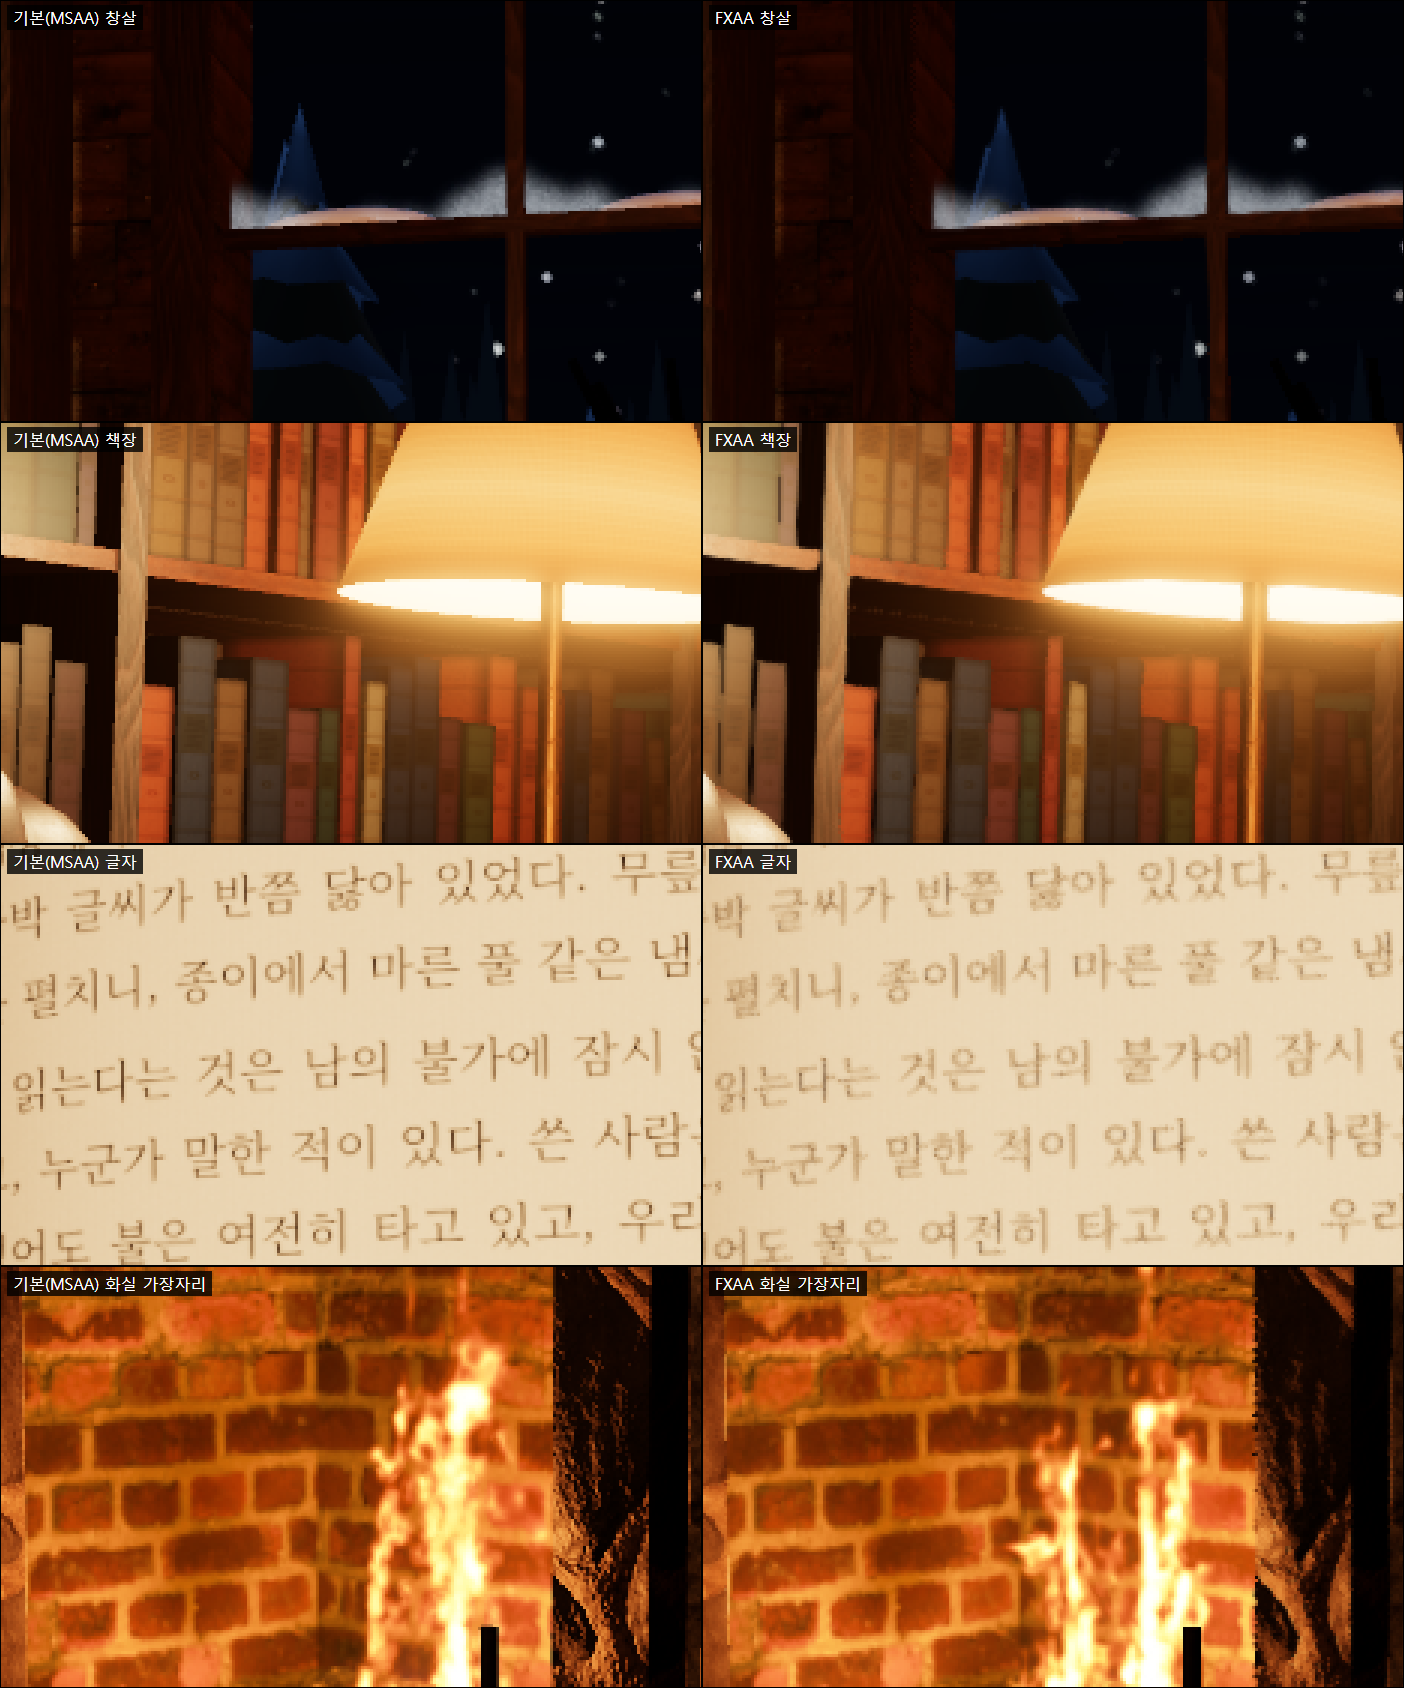 기본(MSAA) 창살
FXAA 창살
기본(MSAA) 책장
FXAA 책장
기본(MSAA) 글자
박 글씨가 반쯤 닳아 있었다. 무릎
펼치니, 종이에서 마른 풀 같은 냄
읽는다는 것은 남의 불가에 잠시
, 누군가 말한 적이 있다. 쓴 사람
어도 불은 여전히 타고 있고, 우리
FXAA 글자
박 글씨가 반쯤 닳아 있었다. 무릎
펼치니, 종이에서 마른 풀 같은 냄
읽는다는 것은 남의 불가에 잠시
, 누군가 말한 적이 있다. 쓴 사람
어도 불은 여전히 타고 있고, 우리
기본(MSAA) 화실 가장자리
FXAA 화실 가장자리